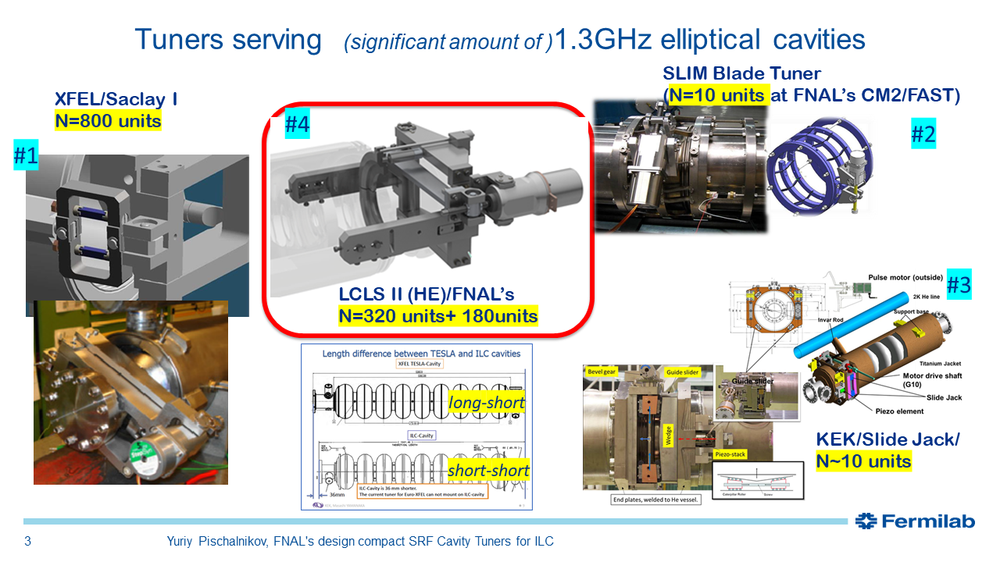 Tuners serving (significant amount of )1.3GHz elliptical cavities
XFEL/Saclay I
N=800 units
#1
#4
LCLS II (HE)/FNAL's
N=320 units+ 180units
SLIM Blade Tuner
(N=10 units at FNAL's CM2/FAST)
#2
#3
Pulse motor (outside)
2K He line
Support base
Invar Rod
Titanium Jacket
Motor drive shaft
(G10)
Slide Jack
Piezo element
Guide slider
Bevel gear
Guide slider
Wedge
Piezo-stack
End plates, welded to He vessel.
Caterpillar Roller
Screw
KEK/Slide Jack/
N~10 units
Length difference between TESLA and ILC cavities
XFEL TESLA-Cavity
long-short
ILC-Cavity
short-short
ILC-Cavity is 36 mm shorter.
The current tuner for Euro-XFEL can not mount on ILC-cavity
36mm
Fermilab
3
Yuriy Pischalnikov, FNAL's design compact SRF Cavity Tuners for ILC